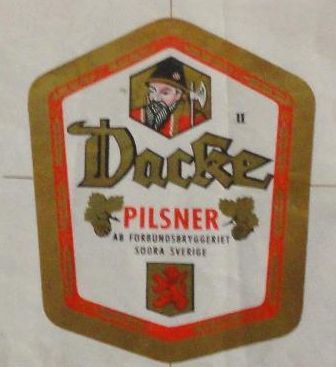 II
Dacke
PILSNER
AB FÖRBUNDSBRYGGERIET
SÖDRA SVERIGE